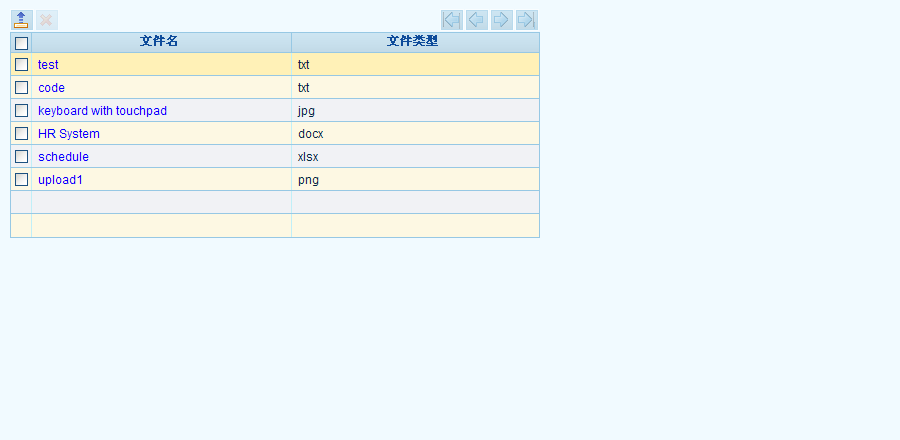 文件名 文件类型
test txt
code txt
keyboard with touchpad jpg
HR System docx
schedule xlsx
upload1 png